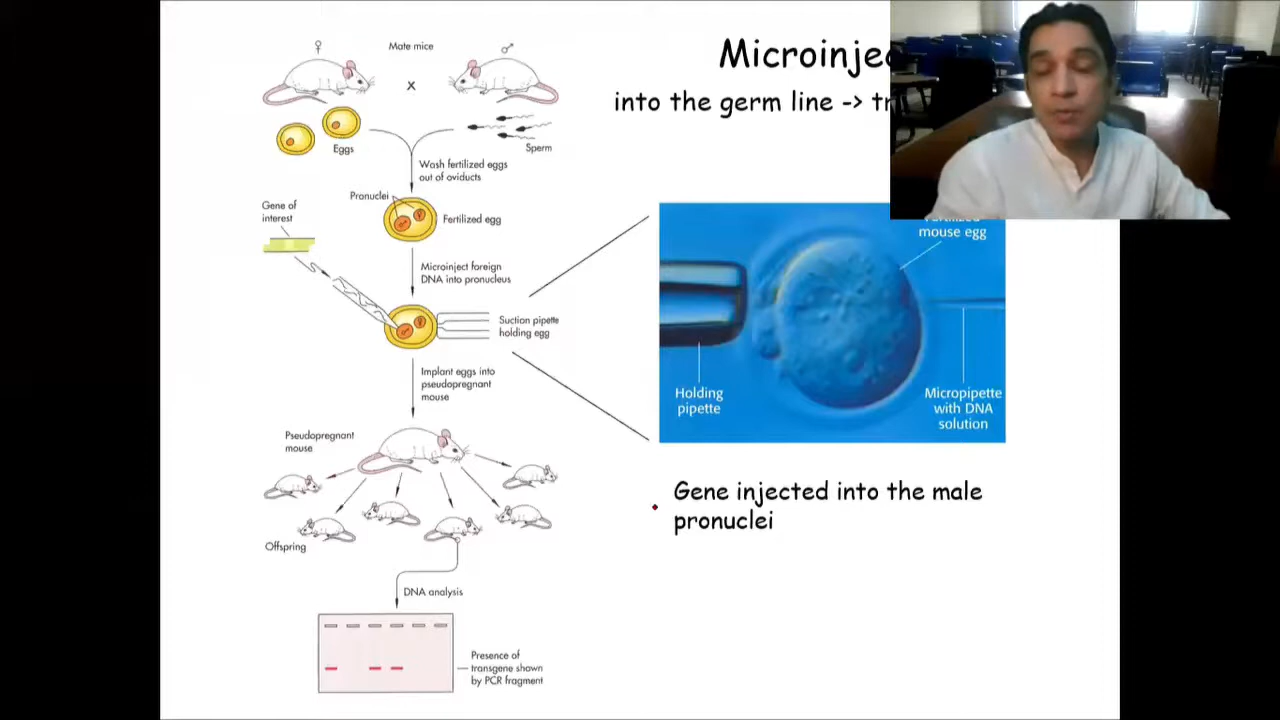 ♀
Mate mice
♂
x
Eggs
Sperm
Wash fertilized eggs
out of oviducts
Pronuclei
Fertilized egg
Gene of
interest
Microinject foreign
DNA into pronucleus
Suction pipette
holding egg
Implant eggs into
pseudopregnant
mouse
Pseudopregnant
mouse
Offspring
DNA analysis
Presence of
transgene shown
by PCR fragment
into the germ line ->
mouse egg
Holding
pipette
Micropipette
with DNA
solution
Gene injected into the male
pronuclei